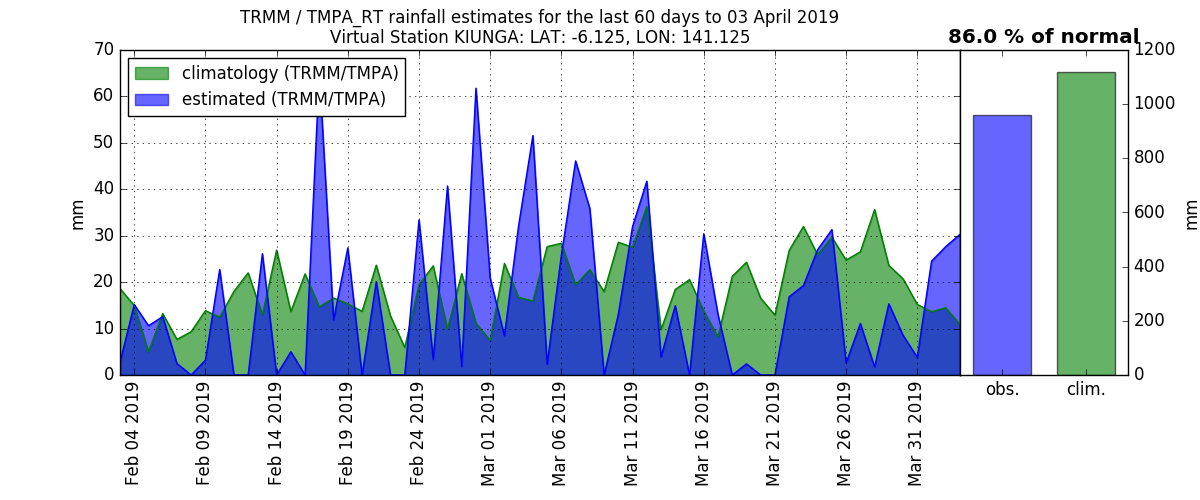 TRMM / TMPA_RT rainfall estimates for the last 60 days to 03 April 2019
Virtual Station KIUNGA: LAT: -6.125, LON: 141.125
86.0 % of normal
climatology (TRMM/TMPA)
estimated (TRMM/TMPA)
70
60
50
40
30
20
10
0
mm
Feb 04 2019
Feb 09 2019
Feb 14 2019
Feb 19 2019
Feb 24 2019
Mar 01 2019
Mar 06 2019
Mar 11 2019
Mar 16 2019
Mar 21 2019
Mar 26 2019
Mar 31 2019
obs.
clim.
1200
1000
800
600
400
200
0
mm